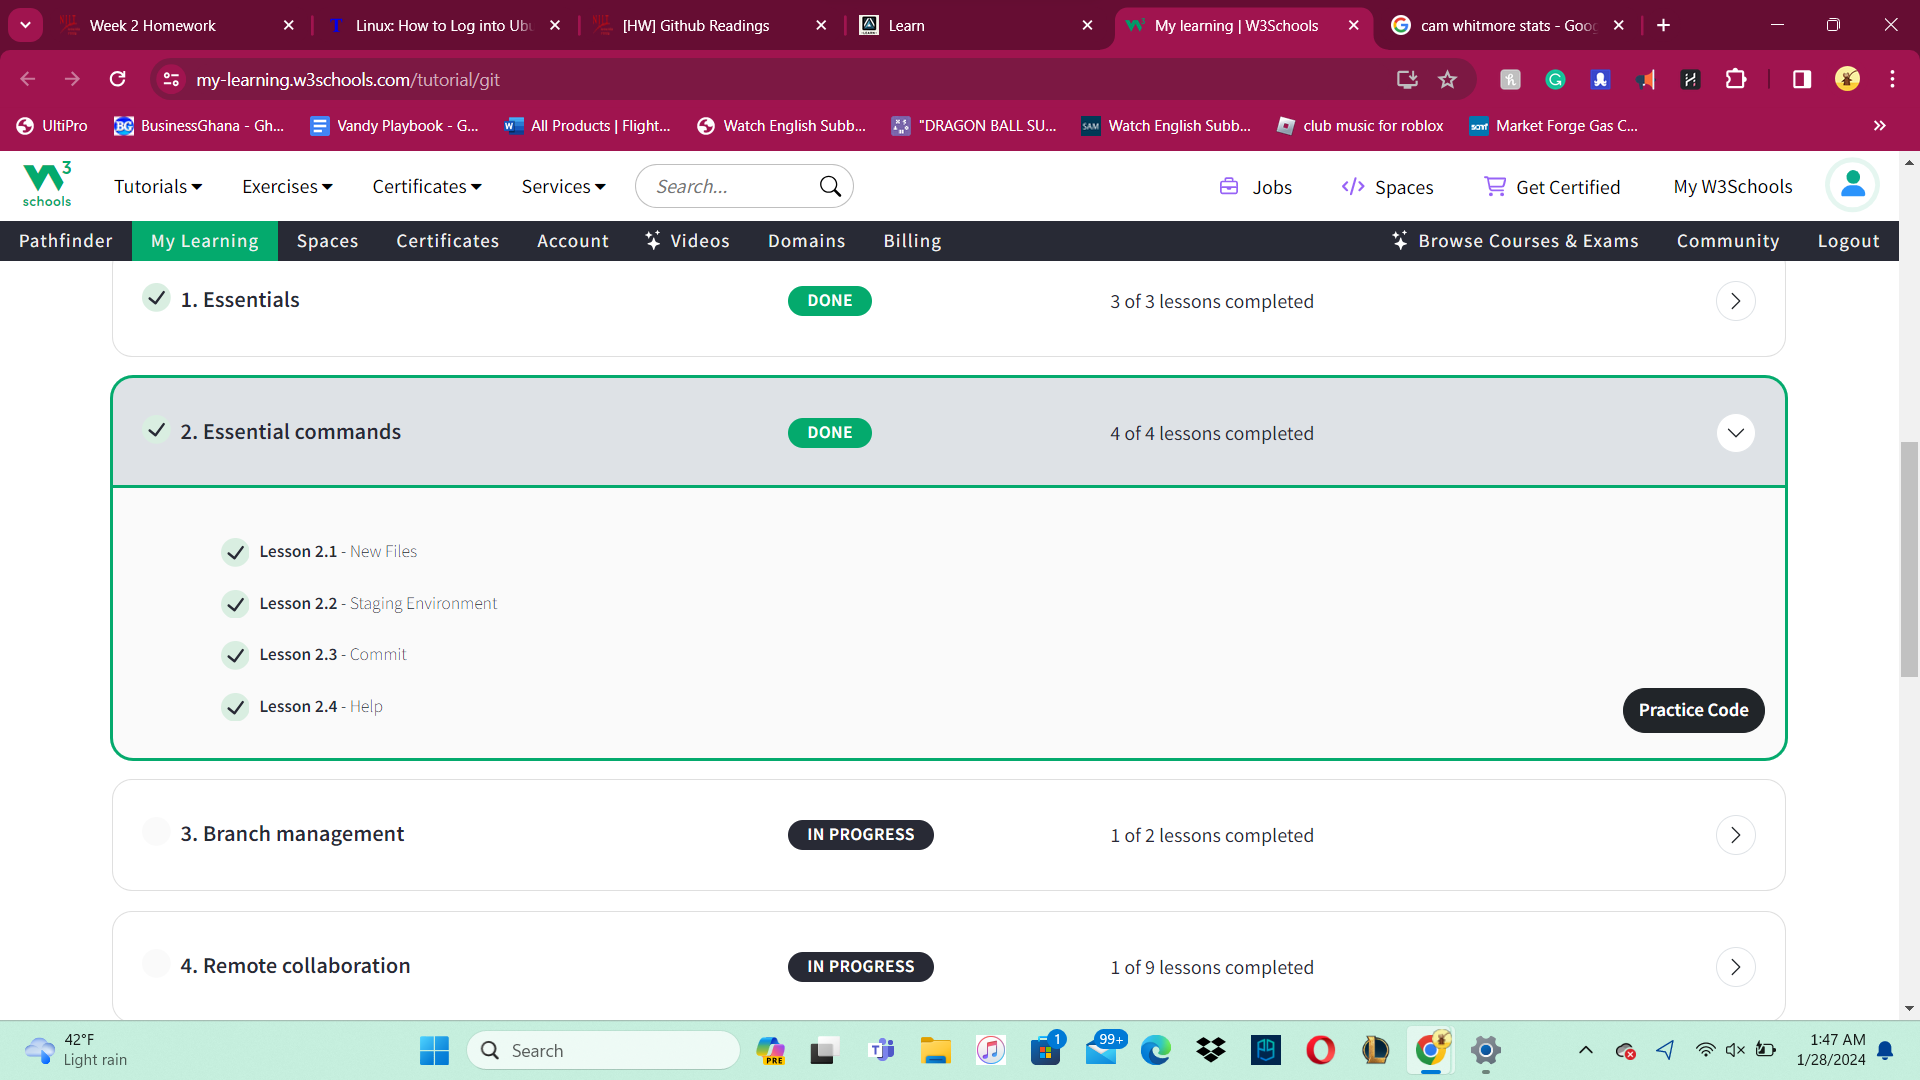 Week 2 Homework
Linux: How to Log into Ubu
[HW] Github Readings
Learn
My learning | W3Schools
cam whitmore stats - Goog
my-learning.w3schools.com/tutorial/git
UltiPro
BusinessGhana - Gh...
Vandy Playbook - G...
All Products | Flight...
Watch English Subb...
"DRAGON BALL SU...
Watch English Subb...
club music for roblox
Market Forge Gas C...
W3 schools
Tutorials
Exercises
Certificates
Services
Search...
Jobs
Spaces
Get Certified
My W3Schools
Pathfinder
My Learning
Spaces
Certificates
Account
Videos
Domains
Billing
Browse Courses & Exams
Community
Logout
1. Essentials
DONE
3 of 3 lessons completed
2. Essential commands
DONE
4 of 4 lessons completed
Lesson 2.1 - New Files
Lesson 2.2 - Staging Environment
Lesson 2.3 - Commit
Lesson 2.4 - Help
Practice Code
3. Branch management
IN PROGRESS
1 of 2 lessons completed
4. Remote collaboration
IN PROGRESS
1 of 9 lessons completed
42°F
Light rain
Search
PRE
1
99+
1:47 AM
1/28/2024